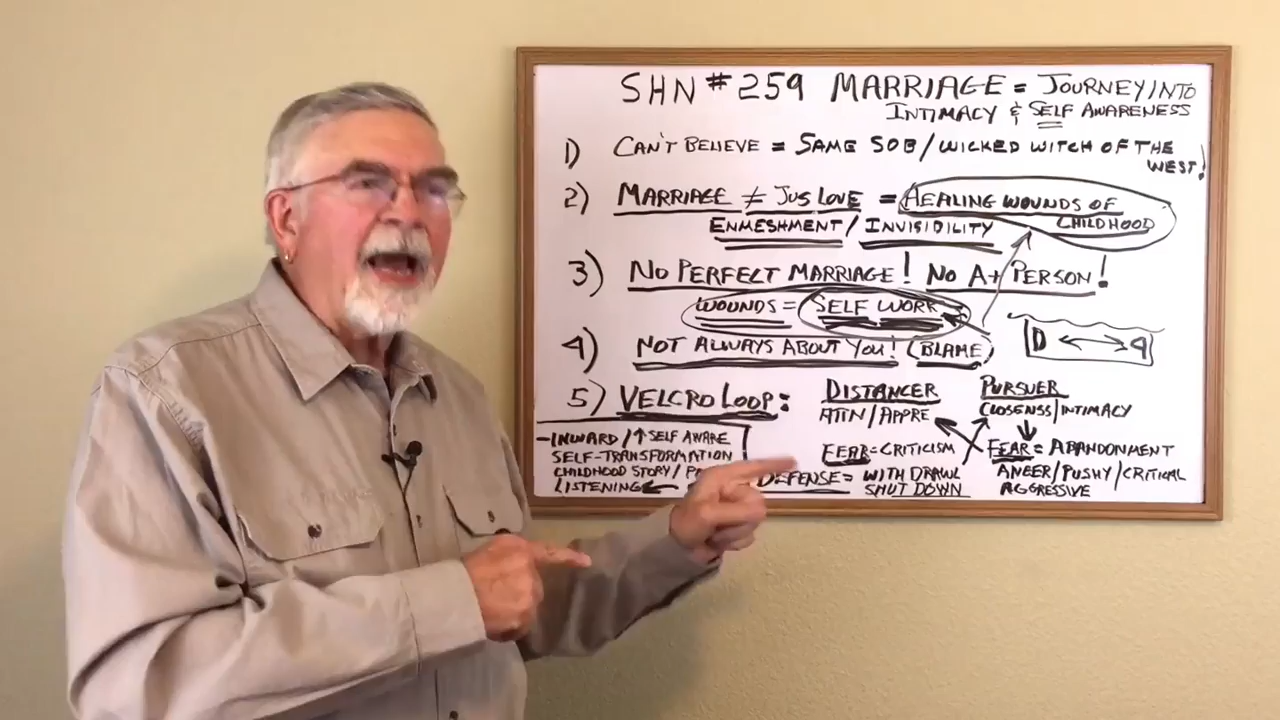 SHN #259 MARRIAGE = JOURNEY INTO
INTIMACY & SELF AWARENESS
1) CAN'T BELIEVE = SAME SOB / WICKED WITCH OF THE
WEST!
2) MARRIAGE ≠ JUS LOVE = HEALING WOUNDS OF
CHILDHOOD
ENMESHMENT / INVISIBILITY
3) NO PERFECT MARRIAGE! NO A+ PERSON!
WOUNDS = SELF WORK
4) NOT ALWAYS ABOUT YOU! (BLAME)
D ↔
5) VELCRO LOOP:
- INWARD / ↑ SELF AWARE
SELF-TRANSFORMATION
CHILDHOOD STORY /
LISTENING ←
DISTANCER
ATTN / APPRE
FEAR = CRITICISM
DEFENSE = WITH DRAWL
SHUT DOWN
PURSUER
CLOSENSS / INTIMACY
FEAR = ABANDONMENT
ANGER / PUSHY / CRITICAL
AGGRESSIVE